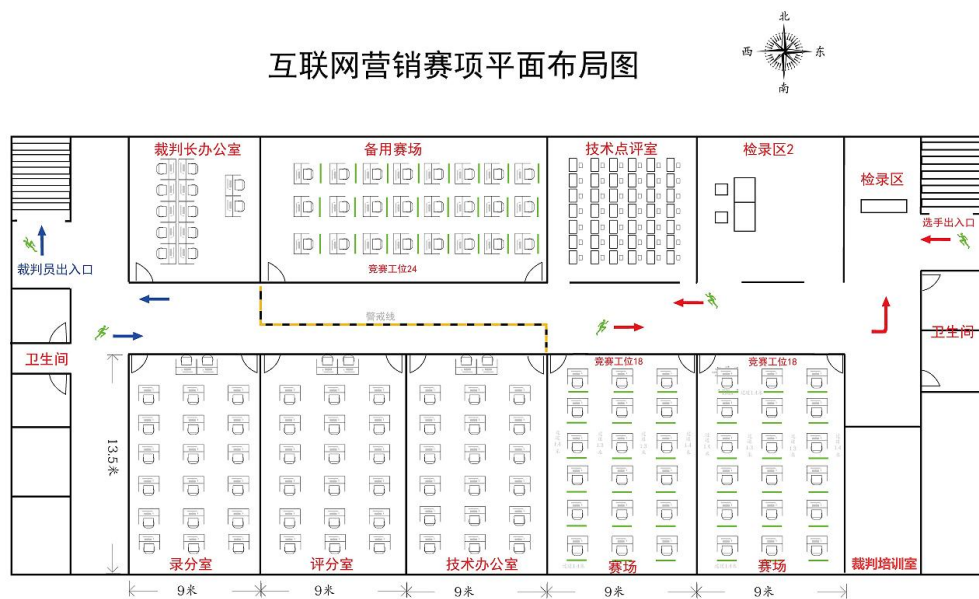 北
西
东
南
互联网营销赛项平面布局图
裁判长办公室
备用赛场
技术点评室
检录区2
检录区
选手出入口
裁判员出入口
竞赛工位24
警戒线
卫生间
卫生间
竞赛工位18
竞赛工位18
13.5米
录分室
评分室
技术办公室
赛场
赛场
裁判培训室
9米
9米
9米
9米
9米